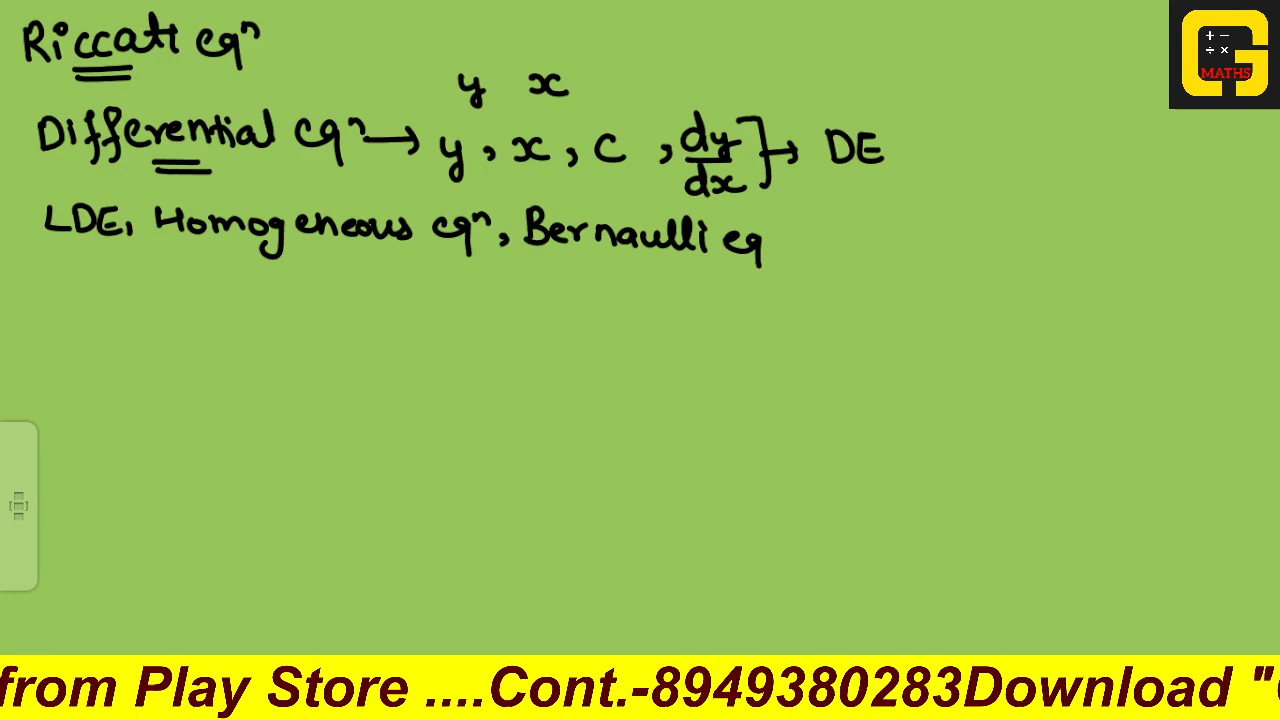 Riccati eqⁿ
y x
Differential eqⁿ → y, x, C, dy/dx] → DE
LDE, Homogeneous eqⁿ, Bernaulli eq
+ −
÷ ×
MATHS
from Play Store ....Cont.-8949380283Download "